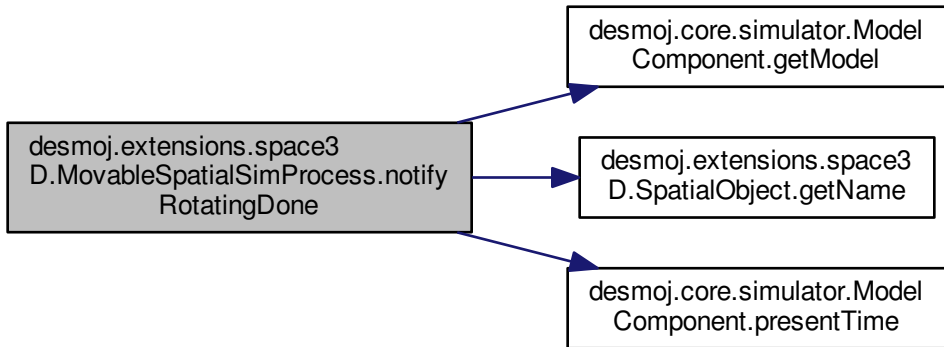 desmoj.extensions.space3
D.MovableSpatialSimProcess.notify
RotatingDone
desmoj.core.simulator.Model
Component.getModel
desmoj.extensions.space3
D.SpatialObject.getName
desmoj.core.simulator.Model
Component.presentTime